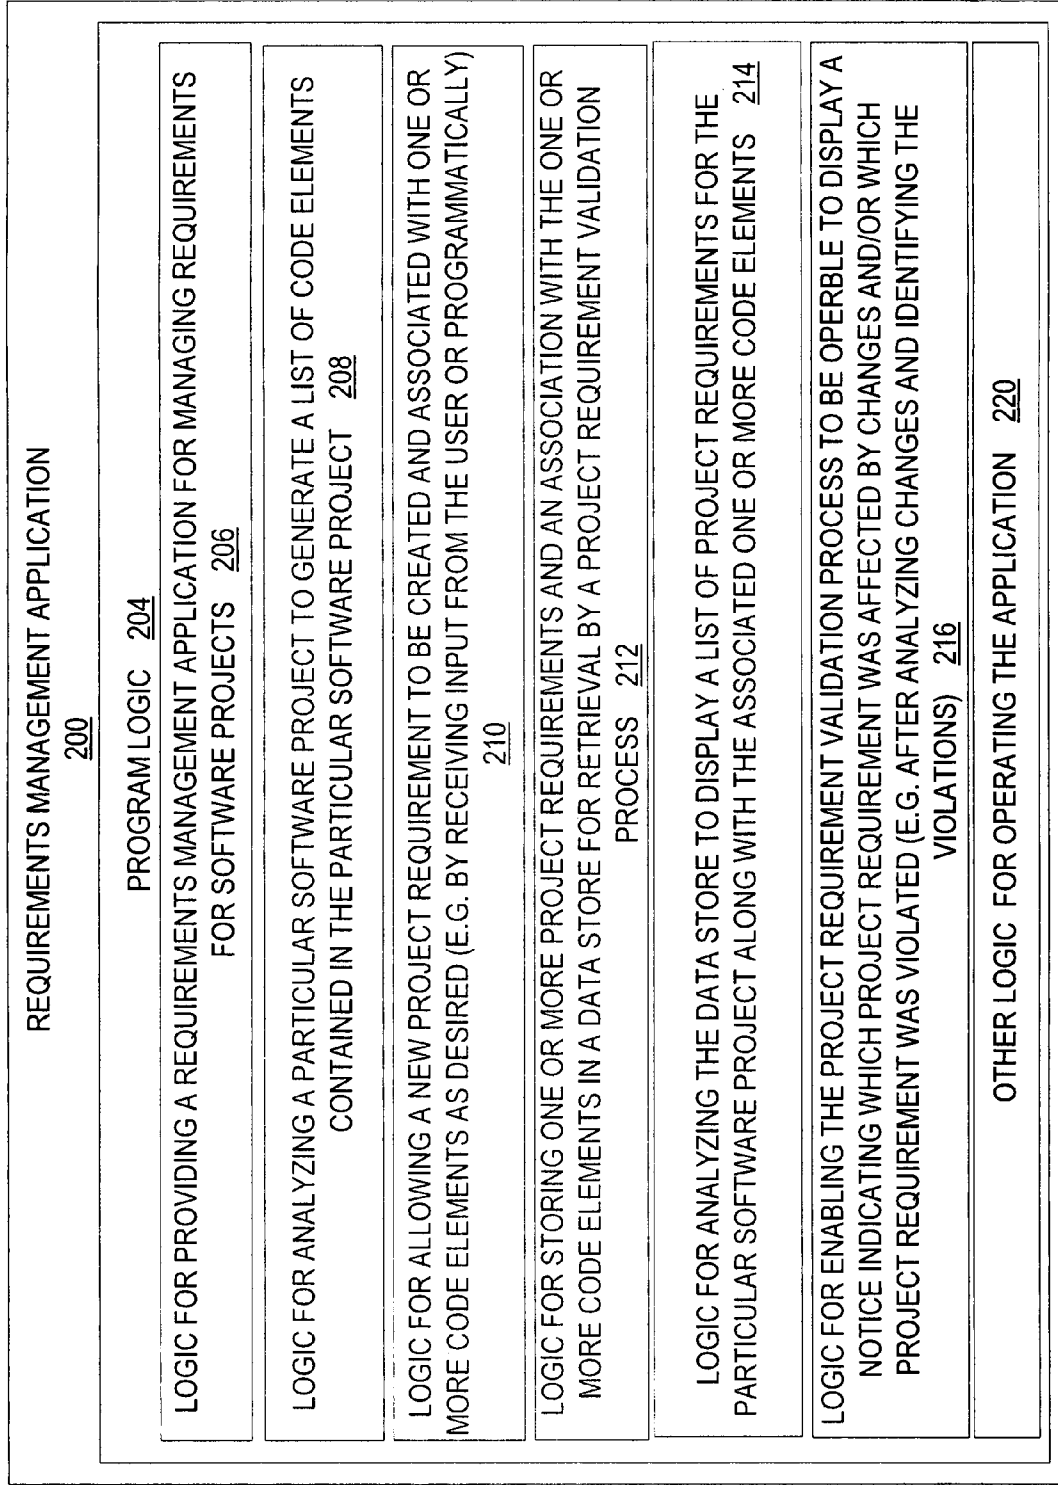 REQUIREMENTS MANAGEMENT APPLICATION
200
PROGRAM LOGIC 204
LOGIC FOR PROVIDING A REQUIREMENTS MANAGEMENT APPLICATION FOR MANAGING REQUIREMENTS
FOR SOFTWARE PROJECTS 206
LOGIC FOR ANALYZING A PARTICULAR SOFTWARE PROJECT TO GENERATE A LIST OF CODE ELEMENTS
CONTAINED IN THE PARTICULAR SOFTWARE PROJECT 208
LOGIC FOR ALLOWING A NEW PROJECT REQUIREMENT TO BE CREATED AND ASSOCIATED WITH ONE OR
MORE CODE ELEMENTS AS DESIRED (E.G. BY RECEIVING INPUT FROM THE USER OR PROGRAMMATICALLY)
210
LOGIC FOR STORING ONE OR MORE PROJECT REQUIREMENTS AND AN ASSOCIATION WITH THE ONE OR
MORE CODE ELEMENTS IN A DATA STORE FOR RETRIEVAL BY A PROJECT REQUIREMENT VALIDATION
PROCESS 212
LOGIC FOR ANALYZING THE DATA STORE TO DISPLAY A LIST OF PROJECT REQUIREMENTS FOR THE
PARTICULAR SOFTWARE PROJECT ALONG WITH THE ASSOCIATED ONE OR MORE CODE ELEMENTS 214
LOGIC FOR ENABLING THE PROJECT REQUIREMENT VALIDATION PROCESS TO BE OPERBLE TO DISPLAY A
NOTICE INDICATING WHICH PROJECT REQUIREMENT WAS AFFECTED BY CHANGES AND/OR WHICH
PROJECT REQUIREMENT WAS VIOLATED (E.G. AFTER ANALYZING CHANGES AND IDENTIFYING THE
VIOLATIONS) 216
OTHER LOGIC FOR OPERATING THE APPLICATION 220